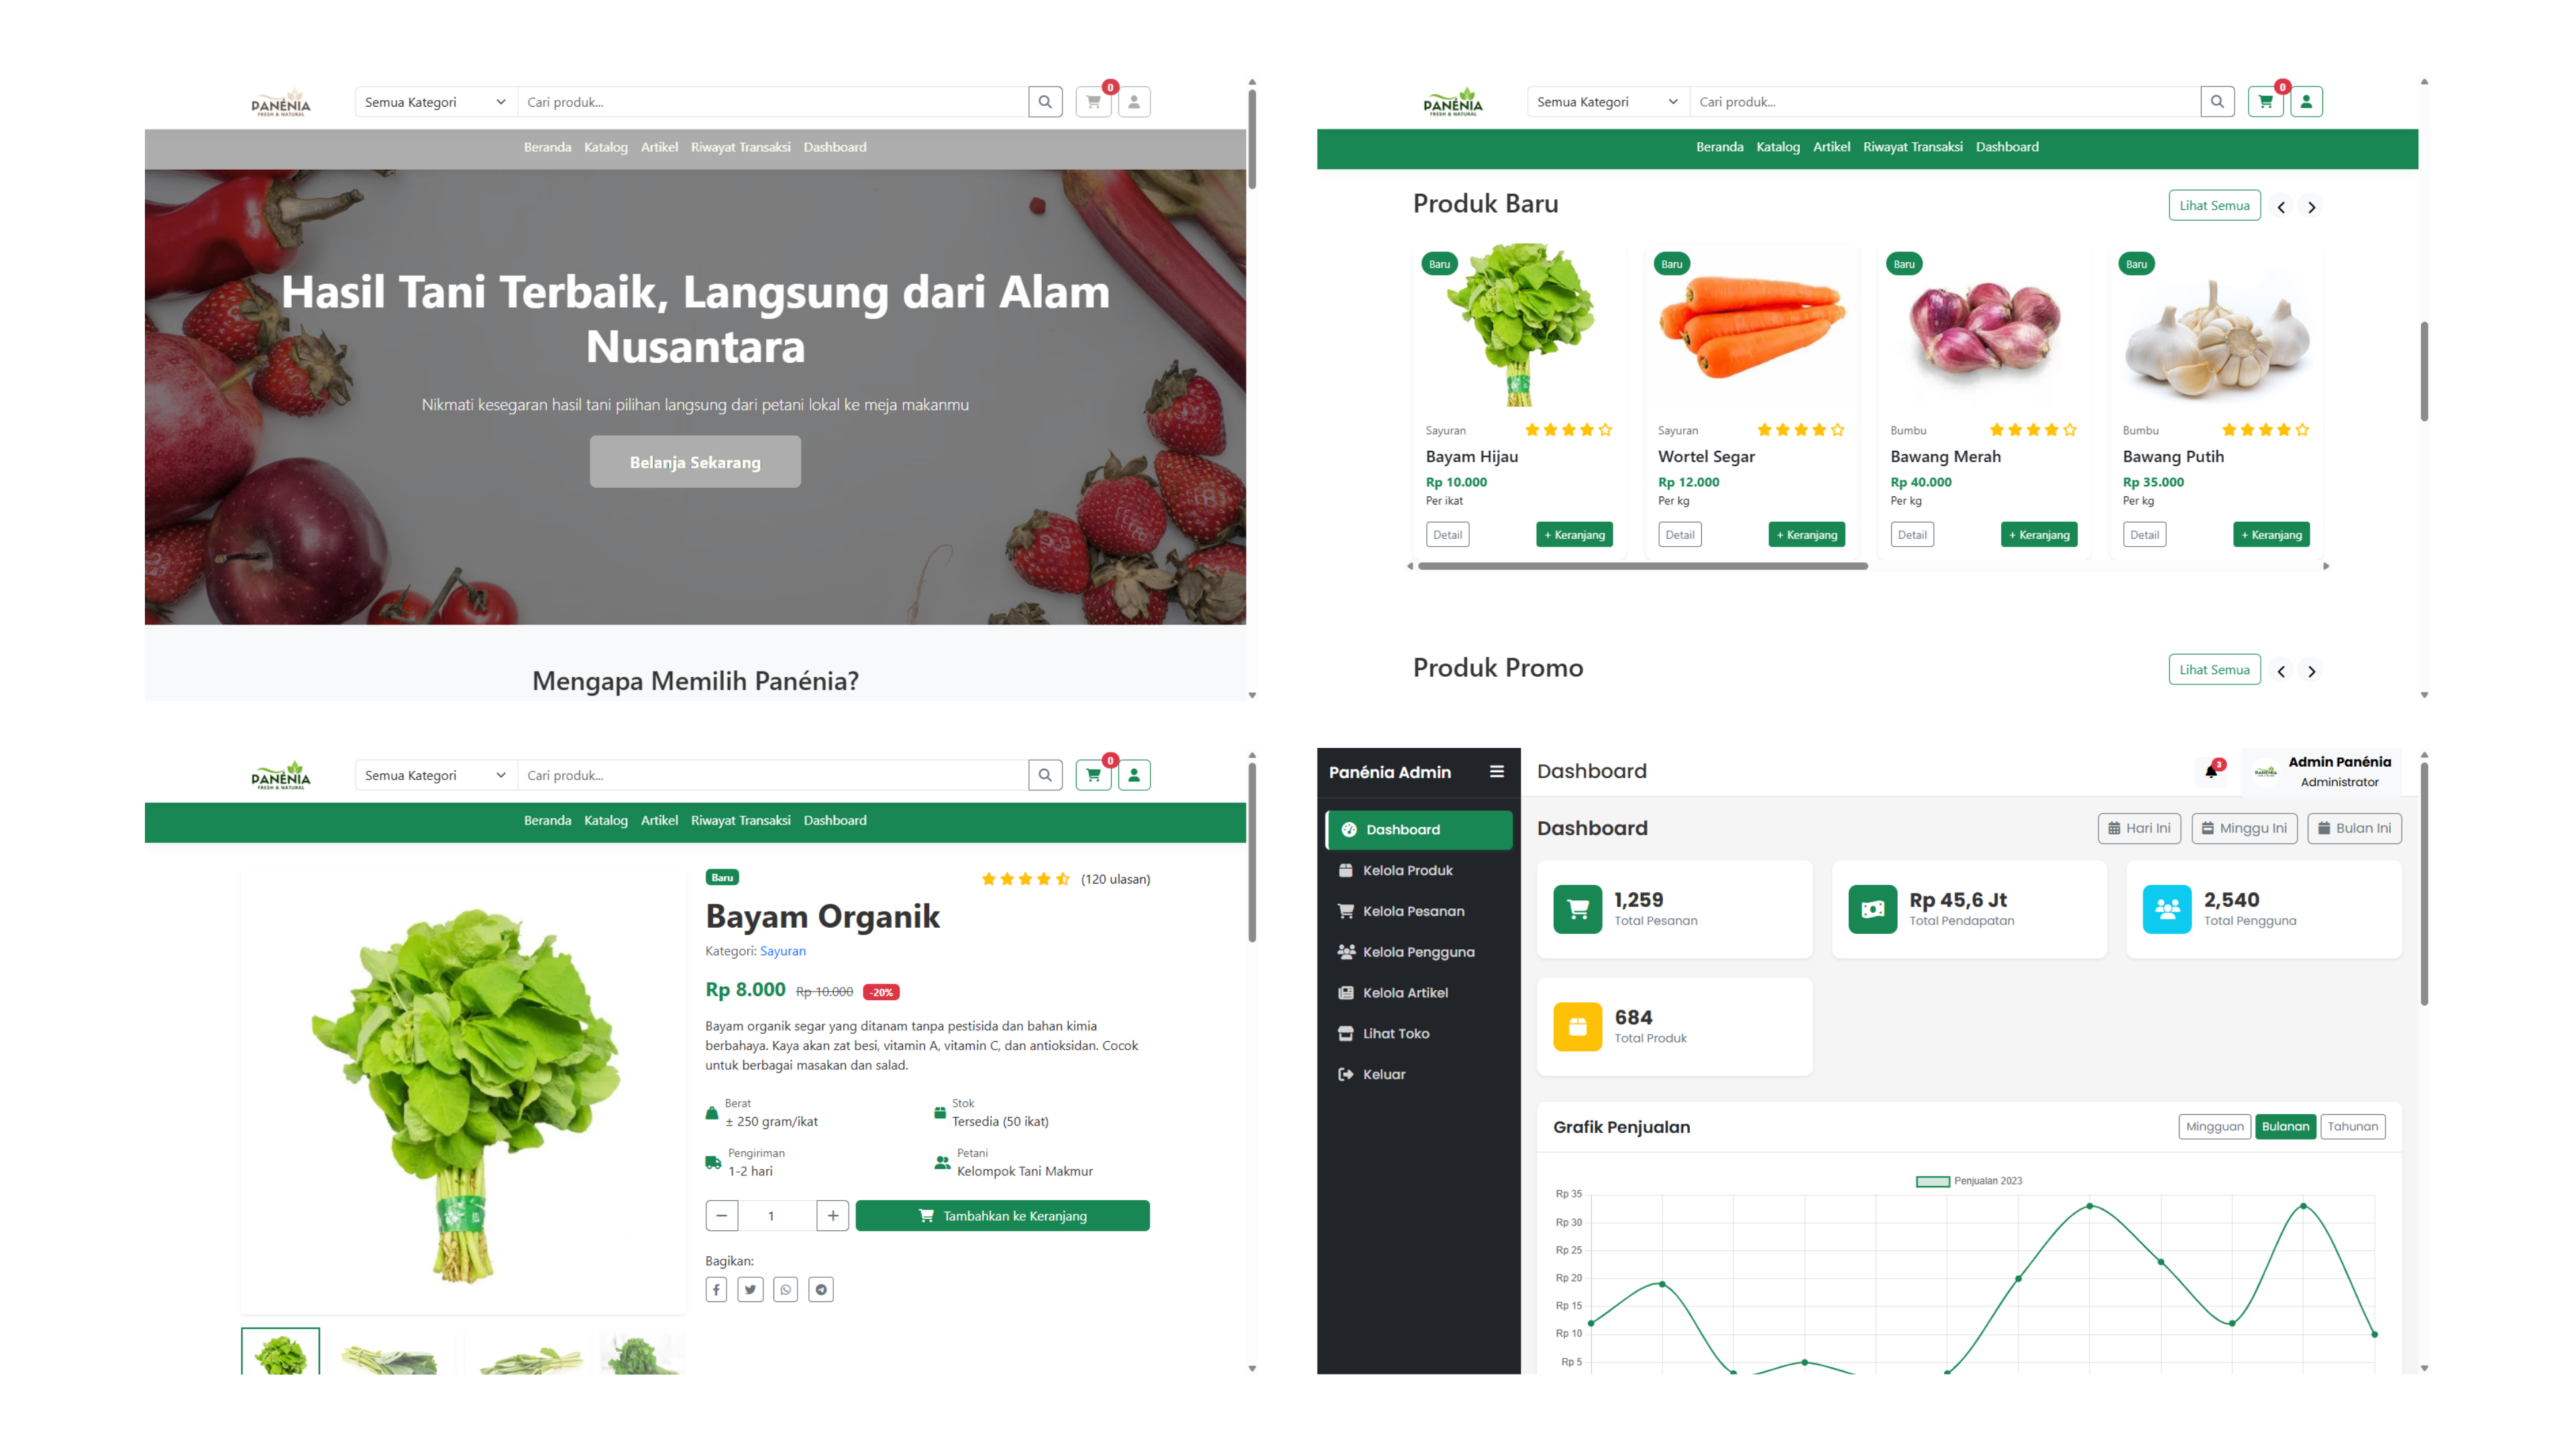 PANÉNIA
FRESH & NATURAL
Semua Kategori
Cari produk...
0
Beranda Katalog Artikel Riwayat Transaksi Dashboard
Hasil Tani Terbaik, Langsung dari Alam
Nusantara
Nikmati kesegaran hasil tani pilihan langsung dari petani lokal ke meja makanmu
Belanja Sekarang
Mengapa Memilih Panénia?
PANÉNIA
FRESH & NATURAL
Semua Kategori
Cari produk...
0
Beranda Katalog Artikel Riwayat Transaksi Dashboard
Produk Baru
Lihat Semua
Baru
Sayuran
Bayam Hijau
Rp 10.000
Per ikat
Detail
+ Keranjang
Baru
Sayuran
Wortel Segar
Rp 12.000
Per kg
Detail
+ Keranjang
Baru
Bumbu
Bawang Merah
Rp 40.000
Per kg
Detail
+ Keranjang
Baru
Bumbu
Bawang Putih
Rp 35.000
Per kg
Detail
+ Keranjang
Produk Promo
Lihat Semua
PANÉNIA
FRESH & NATURAL
Semua Kategori
Cari produk...
0
Beranda Katalog Artikel Riwayat Transaksi Dashboard
Baru
(120 ulasan)
Bayam Organik
Kategori: Sayuran
Rp 8.000 Rp 10.000 -20%
Bayam organik segar yang ditanam tanpa pestisida dan bahan kimia
berbahaya. Kaya akan zat besi, vitamin A, vitamin C, dan antioksidan. Cocok
untuk berbagai masakan dan salad.
Berat
± 250 gram/ikat
Stok
Tersedia (50 ikat)
Pengiriman
1-2 hari
Petani
Kelompok Tani Makmur
− 1 +
Tambahkan ke Keranjang
Bagikan:
Panénia Admin
Dashboard
Kelola Produk
Kelola Pesanan
Kelola Pengguna
Kelola Artikel
Lihat Toko
Keluar
Dashboard
3
Admin Panénia
Administrator
Dashboard
Hari Ini
Minggu Ini
Bulan Ini
1,259
Total Pesanan
Rp 45,6 Jt
Total Pendapatan
2,540
Total Pengguna
684
Total Produk
Grafik Penjualan
Mingguan
Bulanan
Tahunan
Penjualan 2023
Rp 35
Rp 30
Rp 25
Rp 20
Rp 15
Rp 10
Rp 5